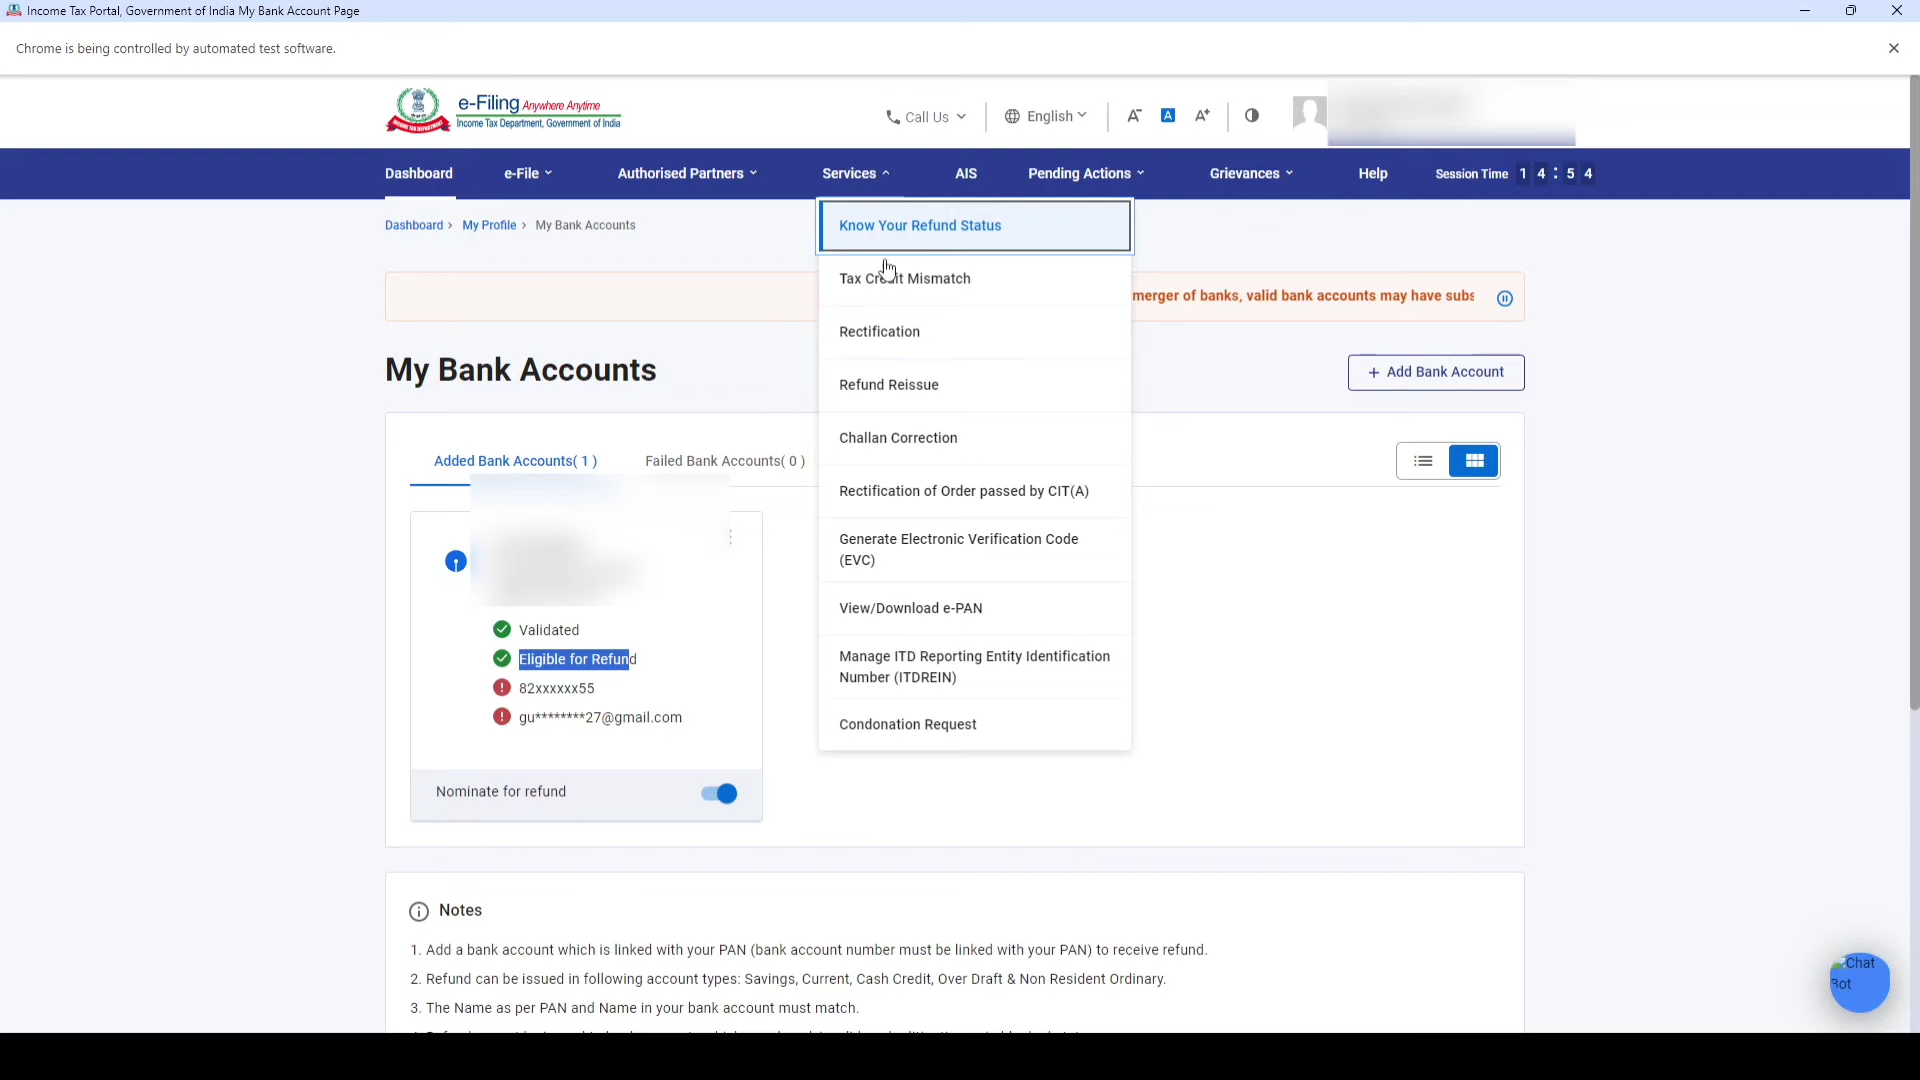 Income Tax Portal, Government of India My Bank Account Page
Chrome is being controlled by automated test software.
e-Filing Anywhere Anytime
Income Tax Department, Government of India
Call Us
English
A-
A
A+
Dashboard
e-File
Authorised Partners
Services
AIS
Pending Actions
Grievances
Help
Session Time 14:54
Dashboard > My Profile > My Bank Accounts
Know Your Refund Status
Tax Credit Mismatch
Rectification
Refund Reissue
Challan Correction
Rectification of Order passed by CIT(A)
Generate Electronic Verification Code
(EVC)
View/Download e-PAN
Manage ITD Reporting Entity Identification
Number (ITDREIN)
Condonation Request
merger of banks, valid bank accounts may have subs
My Bank Accounts
+ Add Bank Account
Added Bank Accounts( 1 )
Failed Bank Accounts( 0 )
Validated
Eligible for Refund
82xxxxxx55
gu********27@gmail.com
Nominate for refund
Notes
1. Add a bank account which is linked with your PAN (bank account number must be linked with your PAN) to receive refund.
2. Refund can be issued in following account types: Savings, Current, Cash Credit, Over Draft & Non Resident Ordinary.
3. The Name as per PAN and Name in your bank account must match.
Chat
Bot